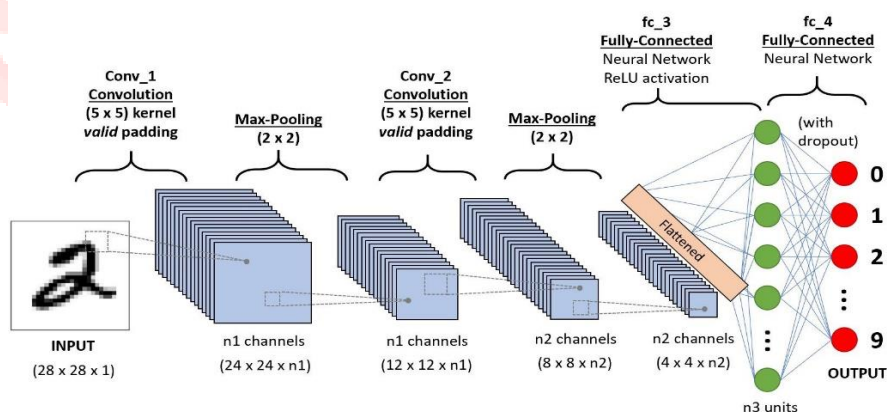 fc_3
Fully-Connected
Neural Network
ReLU activation
fc_4
Fully-Connected
Neural Network
Conv_1
Convolution
(5 x 5) kernel
valid padding
Max-Pooling
(2 x 2)
Conv_2
Convolution
(5 x 5) kernel
valid padding
Max-Pooling
(2 x 2)
(with
dropout)
Flattened
0
1
2
9
2
INPUT
(28 x 28 x 1)
n1 channels
(24 x 24 x n1)
n1 channels
(12 x 12 x n1)
n2 channels
(8 x 8 x n2)
n2 channels
(4 x 4 x n2)
OUTPUT
n3 units